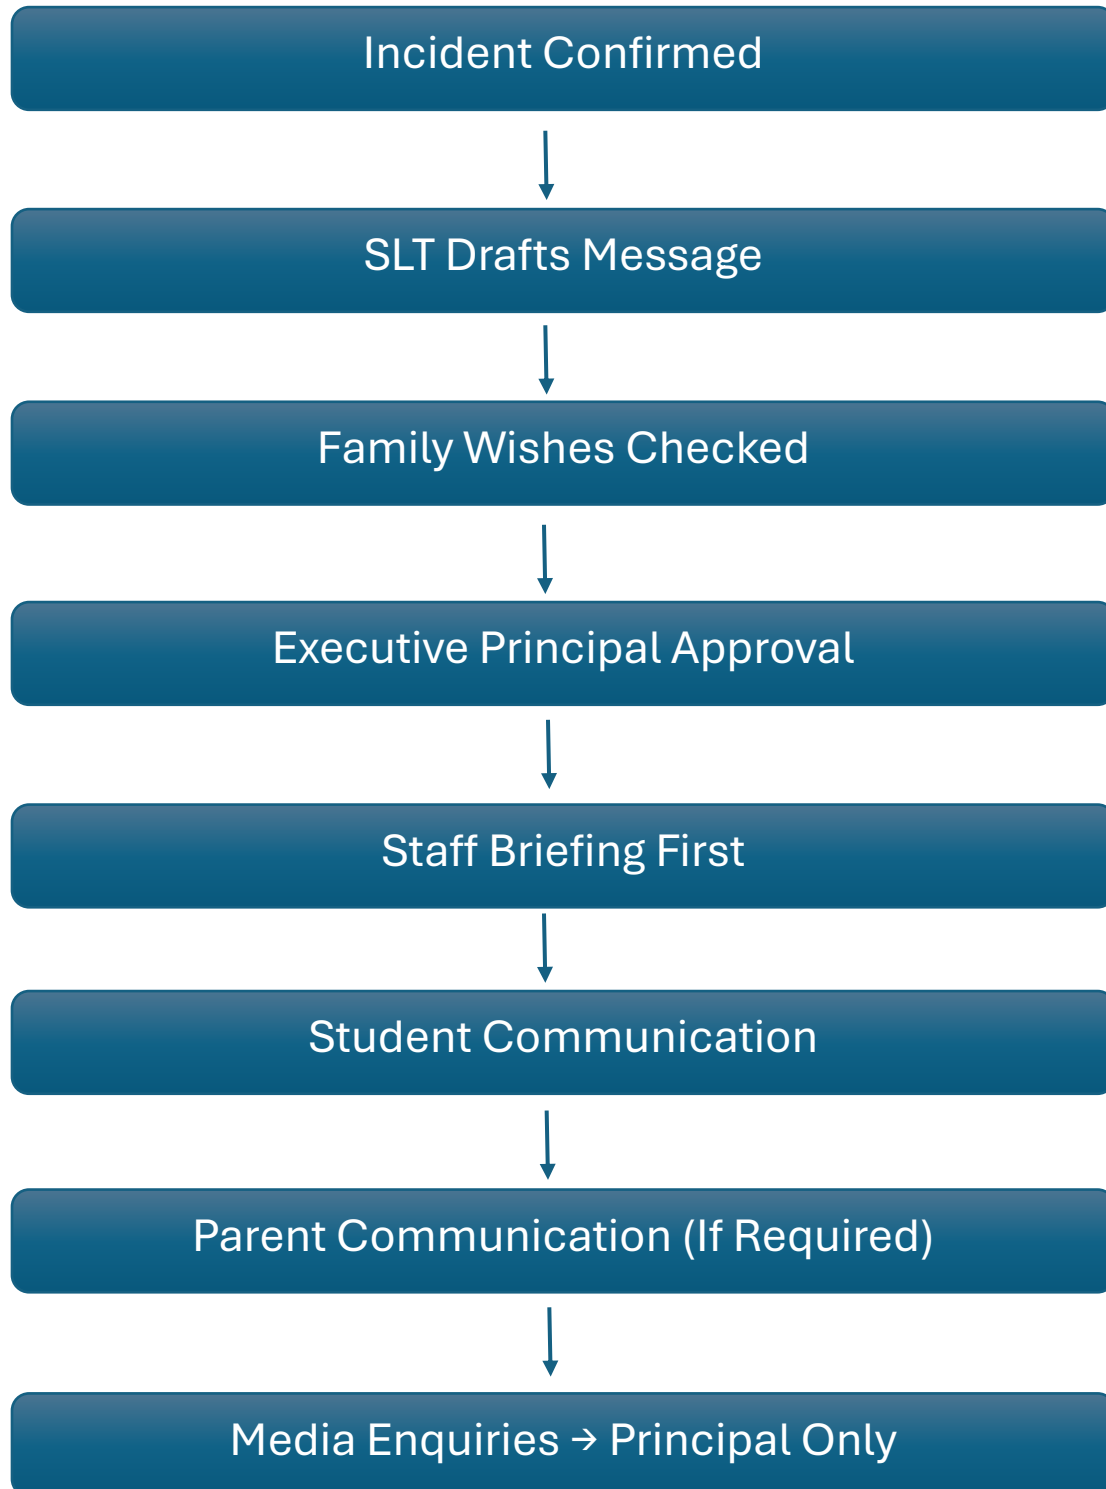 Incident Confirmed
SLT Drafts Message
Family Wishes Checked
Executive Principal Approval
Staff Briefing First
Student Communication
Parent Communication (If Required)
Media Enquiries → Principal Only